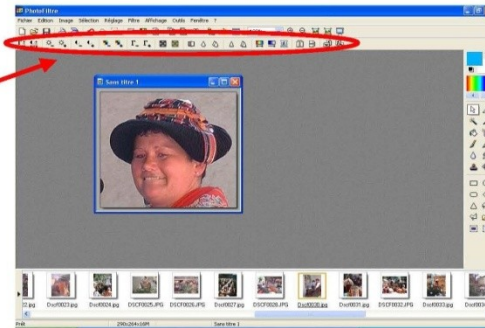 PhotoFiltre
Fichier Edition Image Sélection Réglage Filtre Affichage Outils Fenêtre ?
Sans titre 1
Dscf0023.jpg Dscf0024.jpg DSCF0025.JPG DSCF0026.JPG Dscf0027.jpg DSCF0028.JPG Dscf0030.jpg Dscf0031.jpg DSCF0032.JPG Dscf0033.jpg
Prêt 290x264x16M Sans titre 1